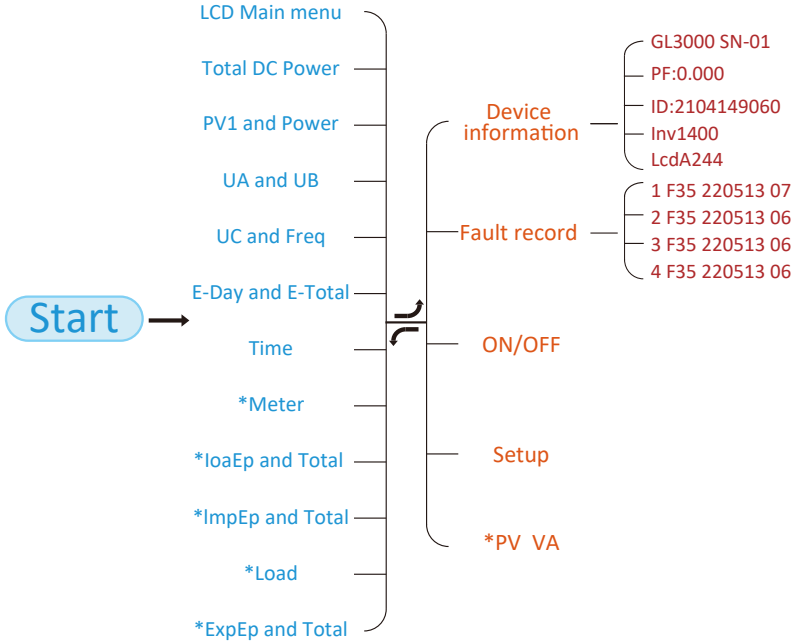 Start
LCD Main menu
Total DC Power
PV1 and Power
UA and UB
UC and Freq
E-Day and E-Total
Time
*Meter
*IoaEp and Total
*ImpEp and Total
*Load
*ExpEp and Total
Device
information
Fault record
ON/OFF
Setup
*PV VA
GL3000 SN-01
PF:0.000
ID:2104149060
Inv1400
LcdA244
1 F35 220513 07
2 F35 220513 06
3 F35 220513 06
4 F35 220513 06